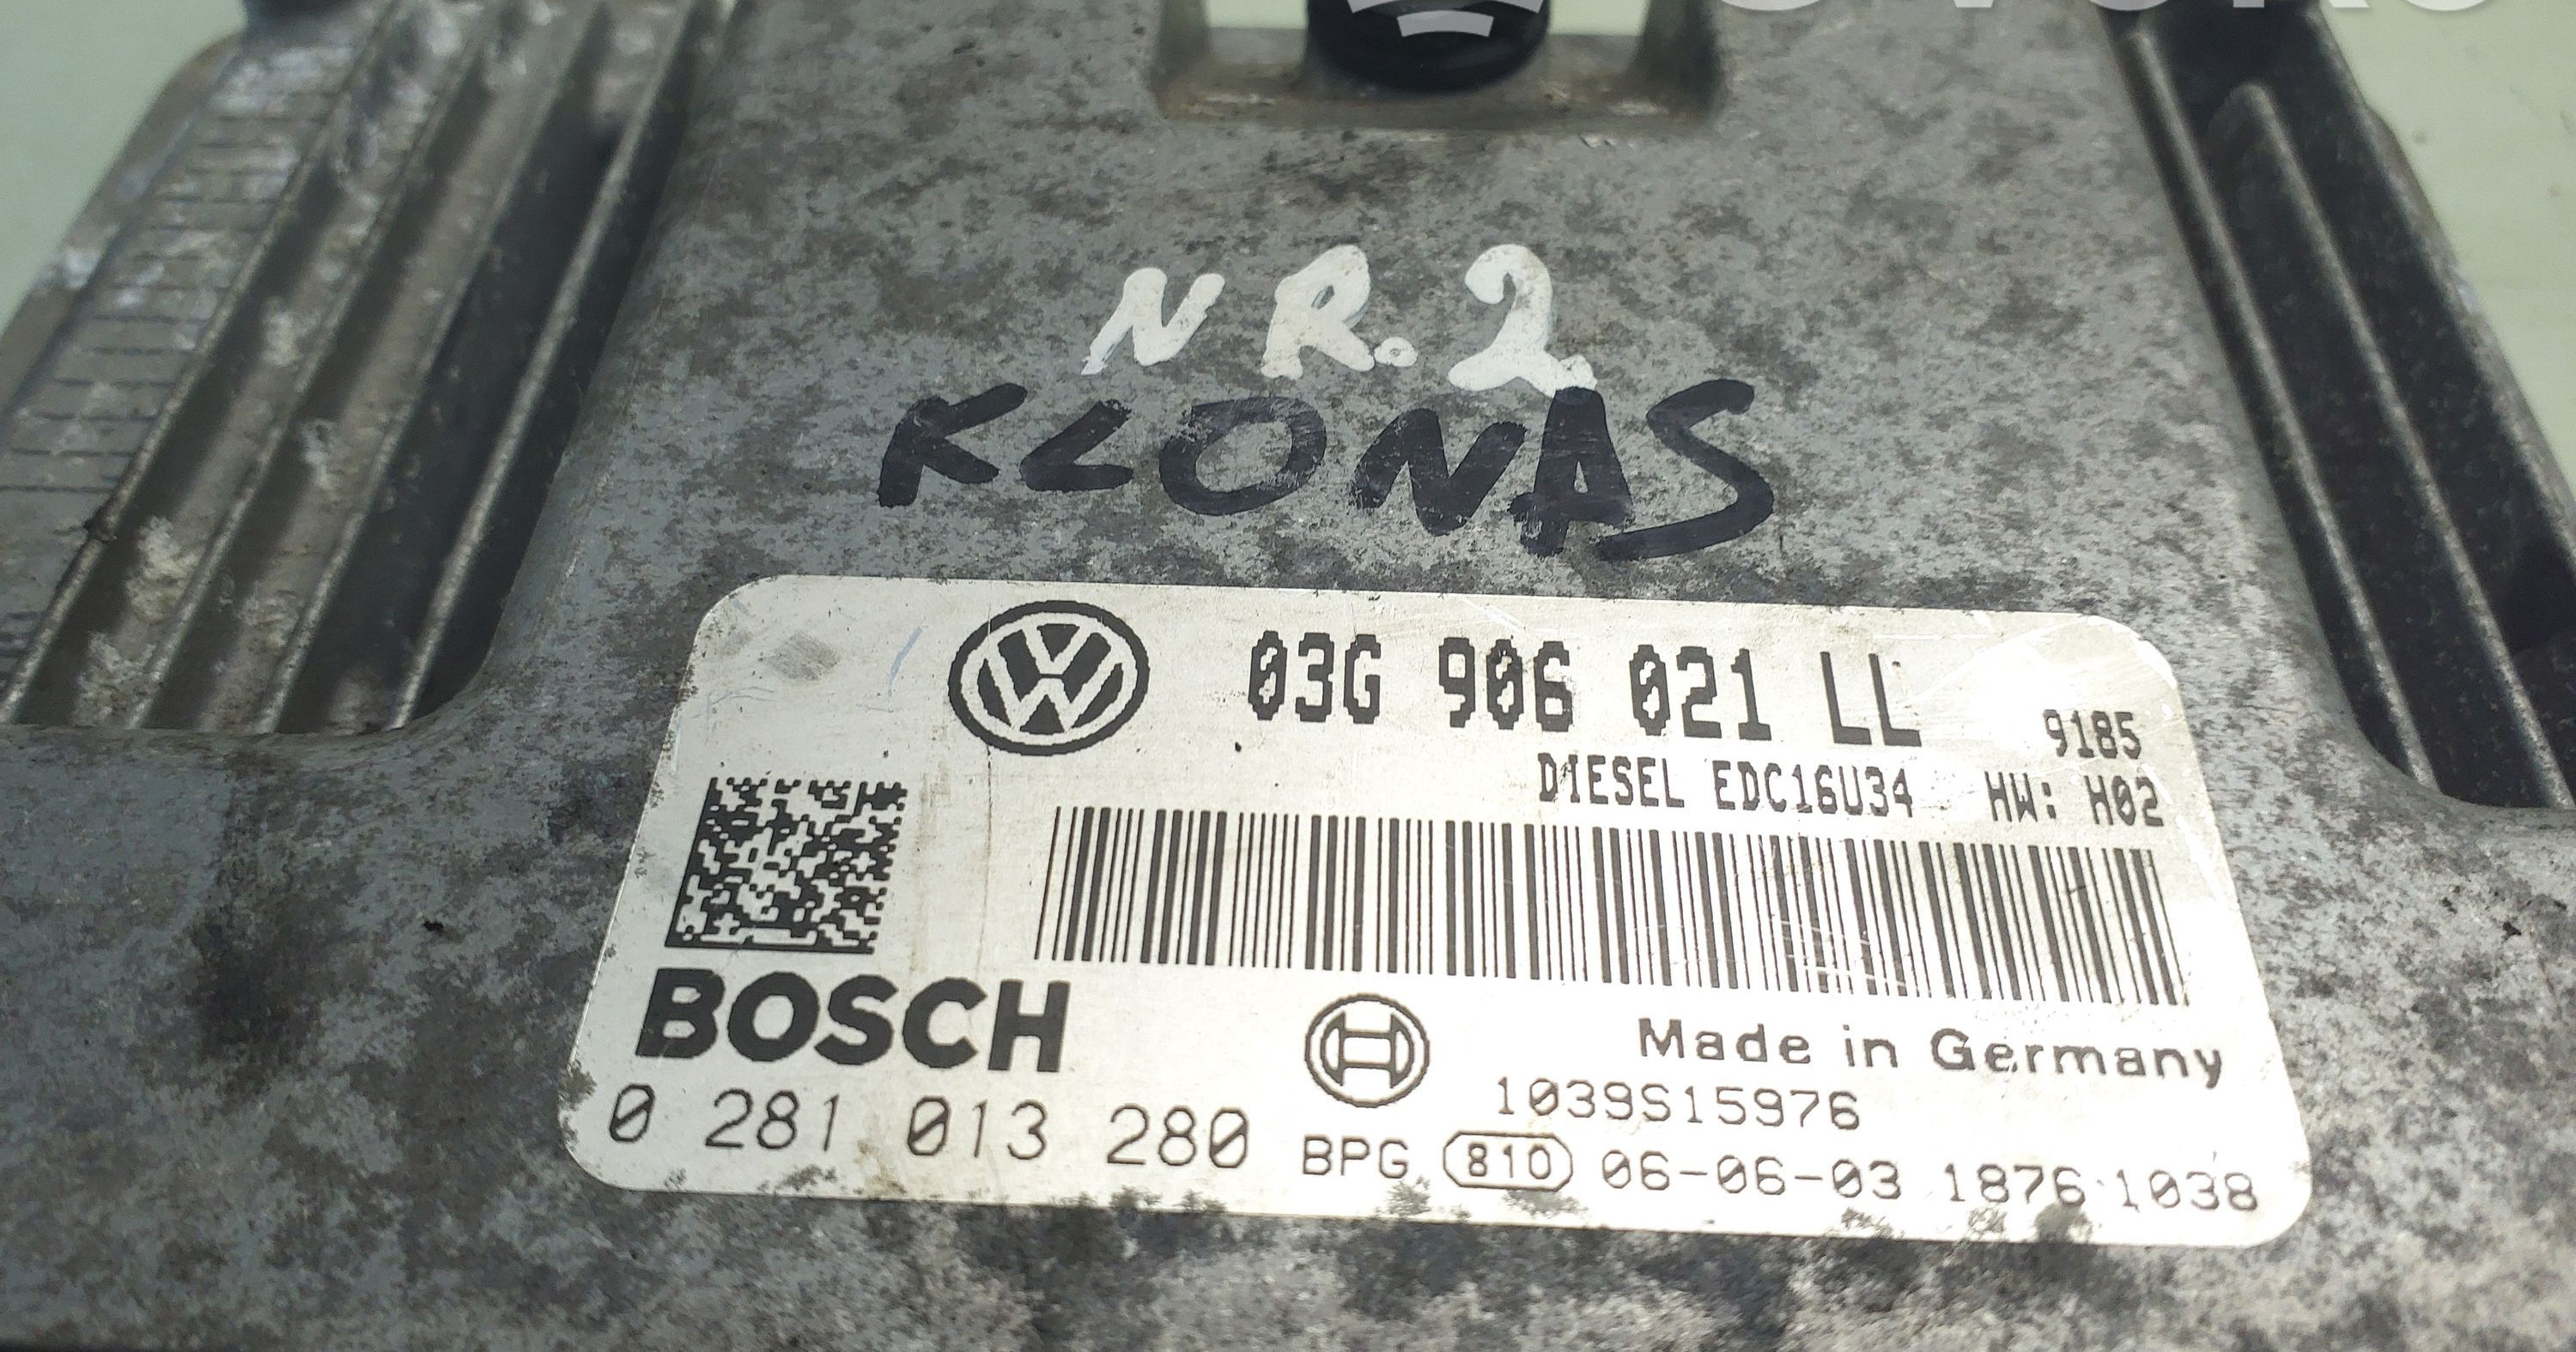 NR.2
KLONAS
03G 906 021 LL
9185
DIESEL EDC16U34 HW: H02
BOSCH
Made in Germany
1039S15976
0 281 013 280 BPG 810 06-06-03 1876 1038